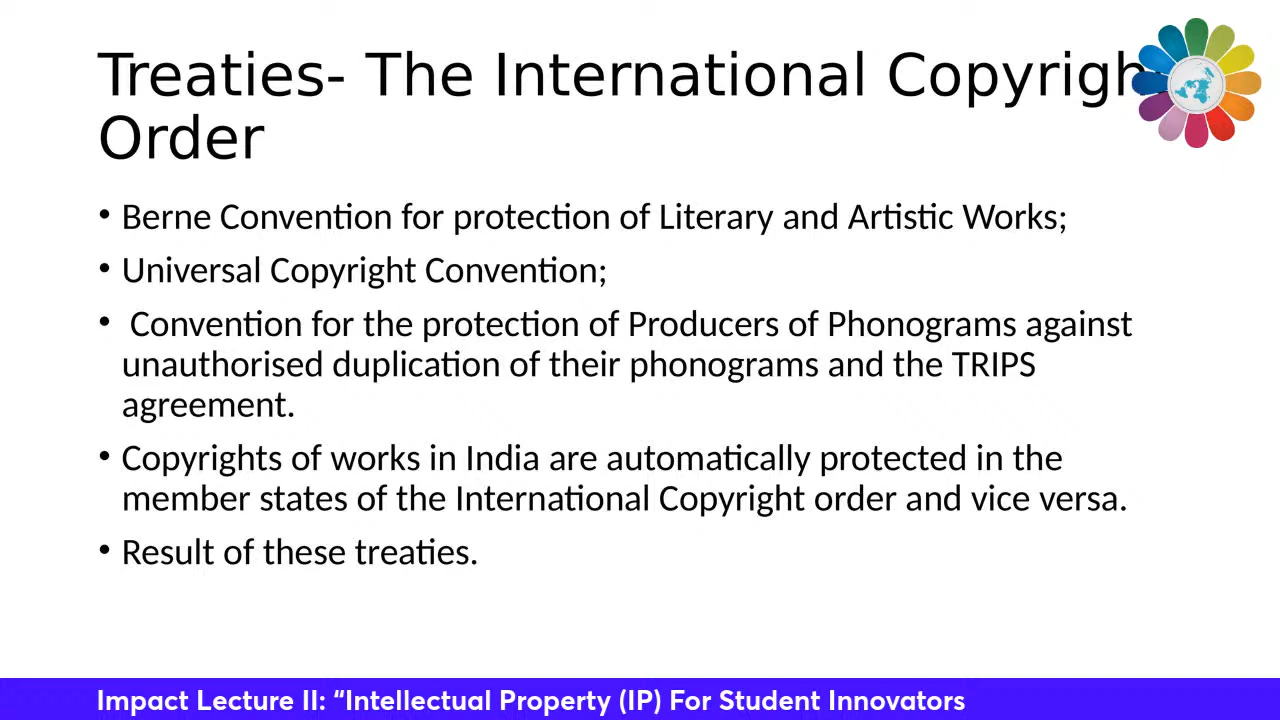 Treaties- The International Copyright
Order
• Berne Convention for protection of Literary and Artistic Works;
• Universal Copyright Convention;
• Convention for the protection of Producers of Phonograms against
unauthorised duplication of their phonograms and the TRIPS
agreement.
• Copyrights of works in India are automatically protected in the
member states of the International Copyright order and vice versa.
• Result of these treaties.
Impact Lecture II: “Intellectual Property (IP) For Student Innovators